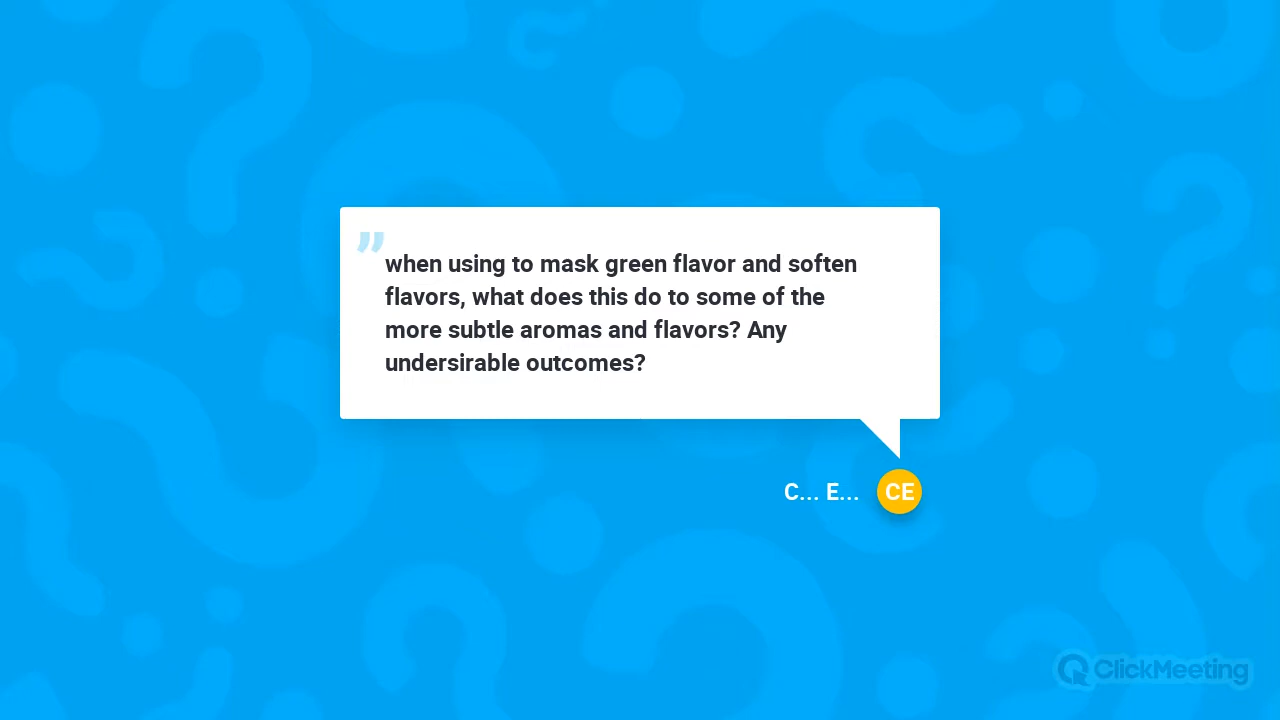 when using to mask green flavor and soften
flavors, what does this do to some of the
more subtle aromas and flavors? Any
undersirable outcomes?
C... E...
CE
ClickMeeting